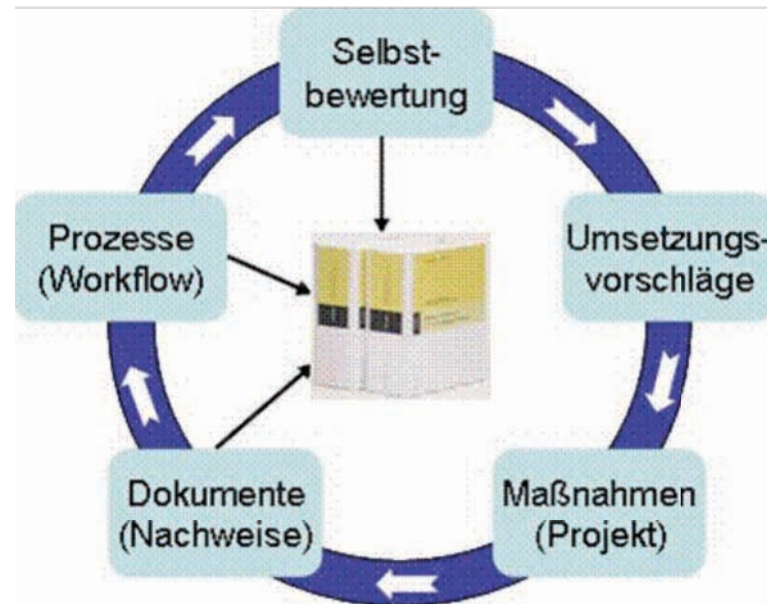 Selbst-
bewertung
Umsetzungs-
vorschläge
Maßnahmen
(Projekt)
Dokumente
(Nachweise)
Prozesse
(Workflow)